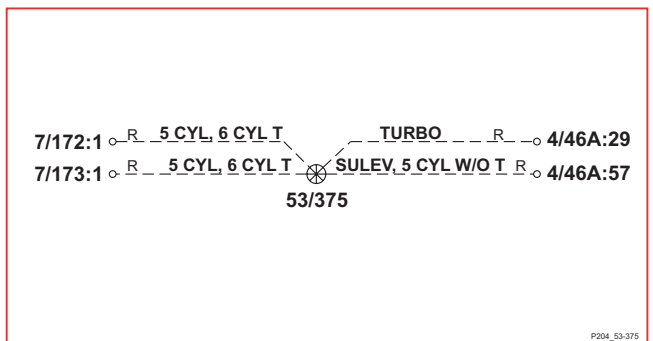 7/172:1 R 5 CYL, 6 CYL T TURBO R 4/46A:29
7/173:1 R 5 CYL, 6 CYL T SULEV, 5 CYL W/O T R 4/46A:57
53/375
P204_53-375